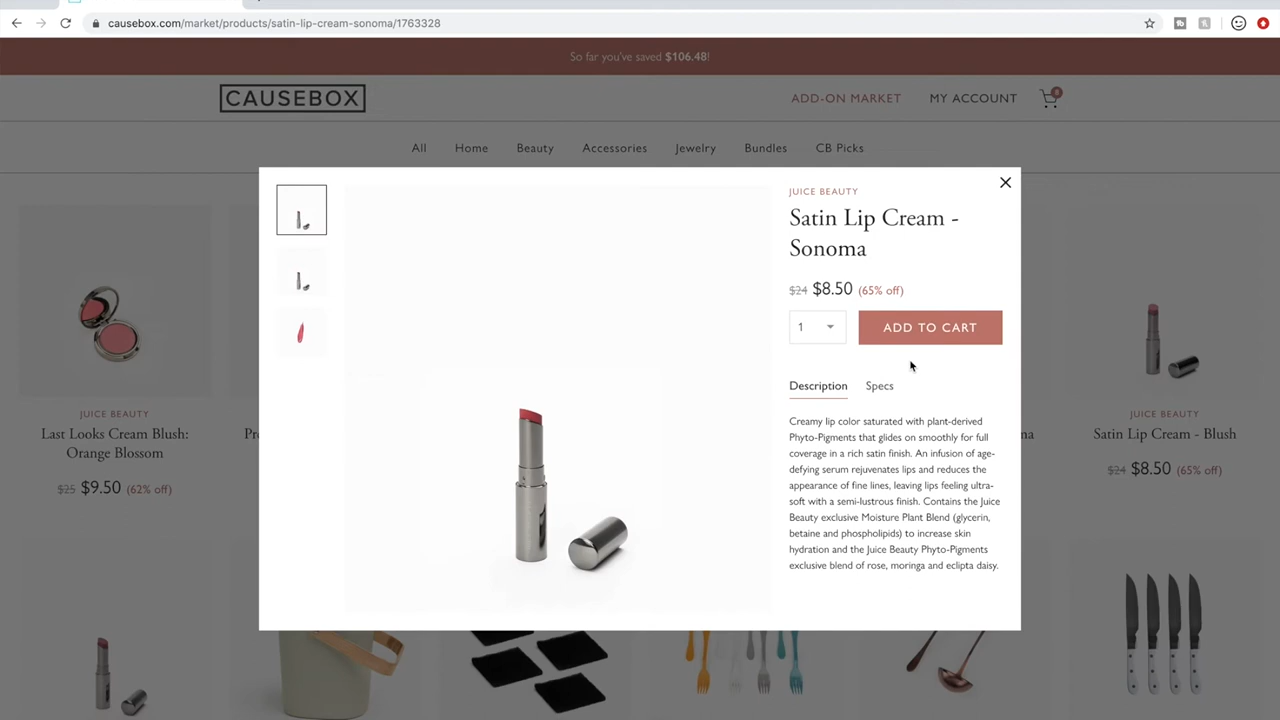 causebox.com/market/products/satin-lip-cream-sonoma/1763328
So far you've saved $106.48!
CAUSEBOX
ADD-ON MARKET
MY ACCOUNT
All
Home
Beauty
Accessories
Jewelry
Bundles
CB Picks
JUICE BEAUTY
Satin Lip Cream -
Sonoma
$24 $8.50 (65% off)
1
ADD TO CART
Description
Specs
Creamy lip color saturated with plant-derived
Phyto-Pigments that glides on smoothly for full
coverage in a rich satin finish. An infusion of age-
defying serum rejuvenates lips and reduces the
appearance of fine lines, leaving lips feeling ultra-
soft with a semi-lustrous finish. Contains the Juice
Beauty exclusive Moisture Plant Blend (glycerin,
betaine and phospholipids) to increase skin
hydration and the Juice Beauty Phyto-Pigments
exclusive blend of rose, moringa and eclipta daisy.
JUICE BEAUTY
Last Looks Cream Blush:
Orange Blossom
$25 $9.50 (62% off)
JUICE BEAUTY
Satin Lip Cream - Blush
$24 $8.50 (65% off)